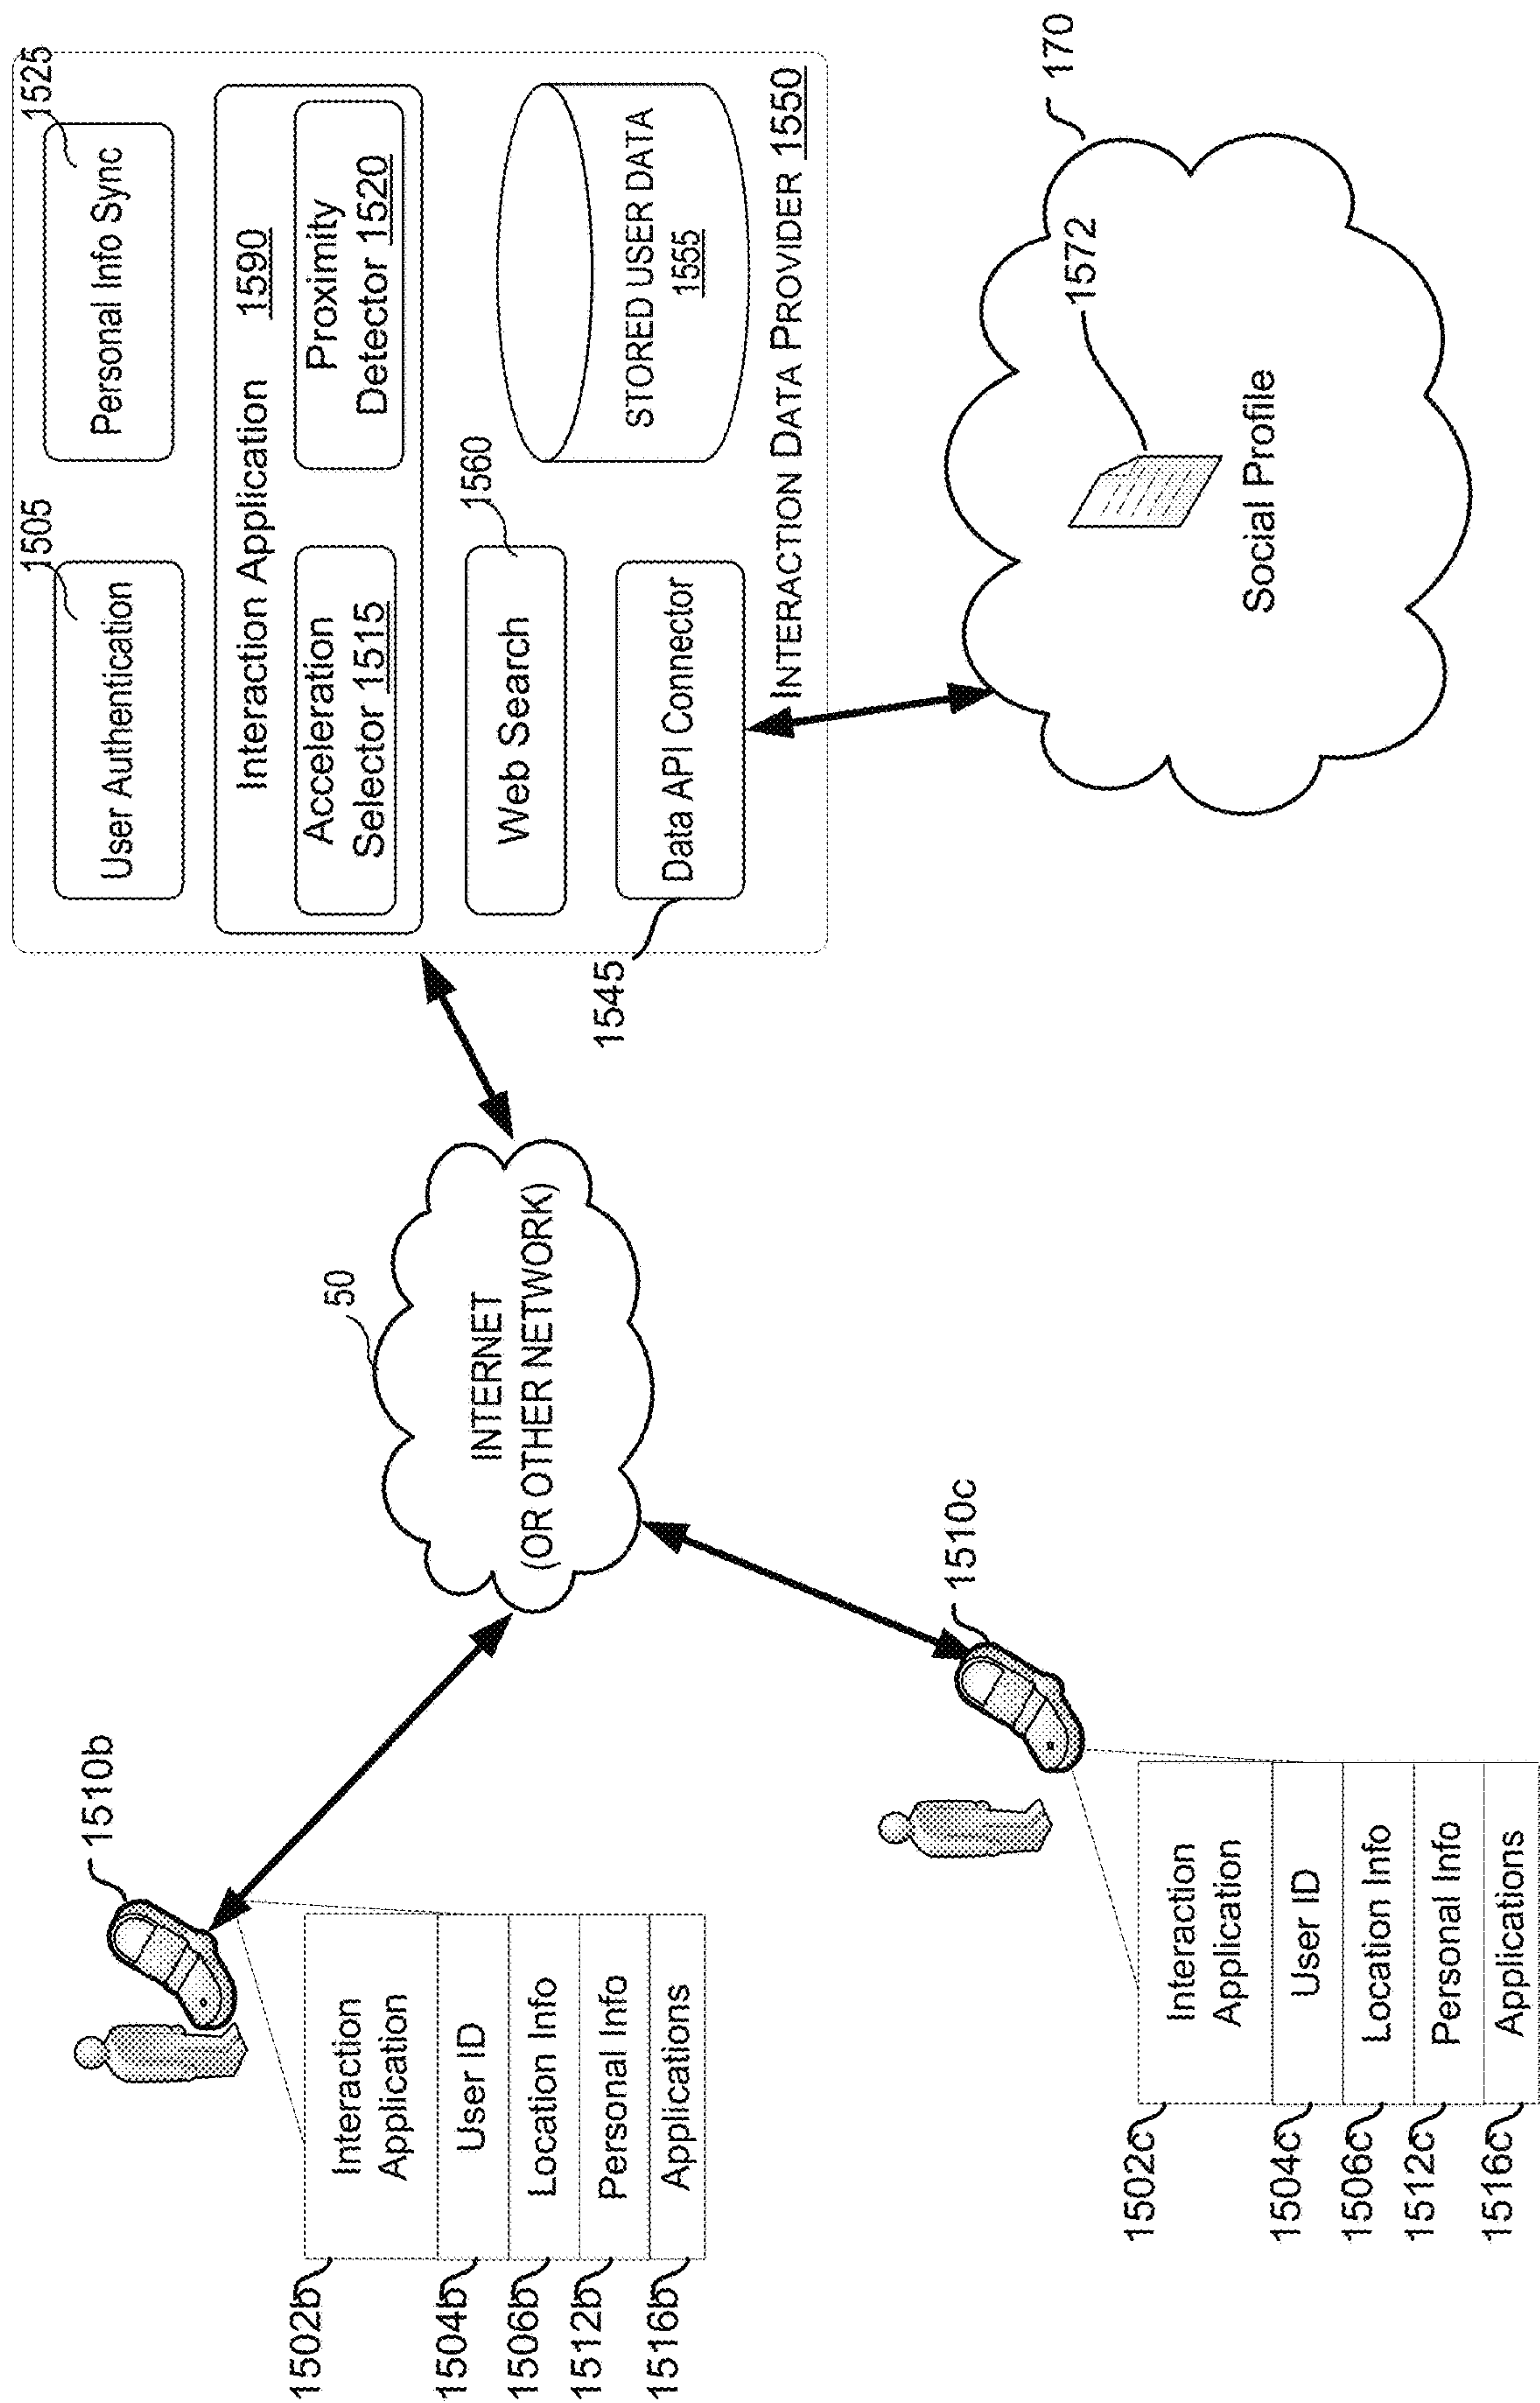 1510b
Interaction
Application
User ID
Location Info
Personal Info
Applications
1502b
1504b
1506b
1512b
1516b
1510c
Interaction
Application
User ID
Location Info
Personal Info
Applications
1502c
1504c
1506c
1512c
1516c
50
INTERNET
(OR OTHER NETWORK)
1505
User Authentication
1525
Personal Info Sync
Interaction Application 1590
Acceleration
Selector 1515
Proximity
Detector 1520
1560
Web Search
STORED USER DATA
1555
1545
Data API Connector
INTERACTION DATA PROVIDER 1550
170
1572
Social Profile